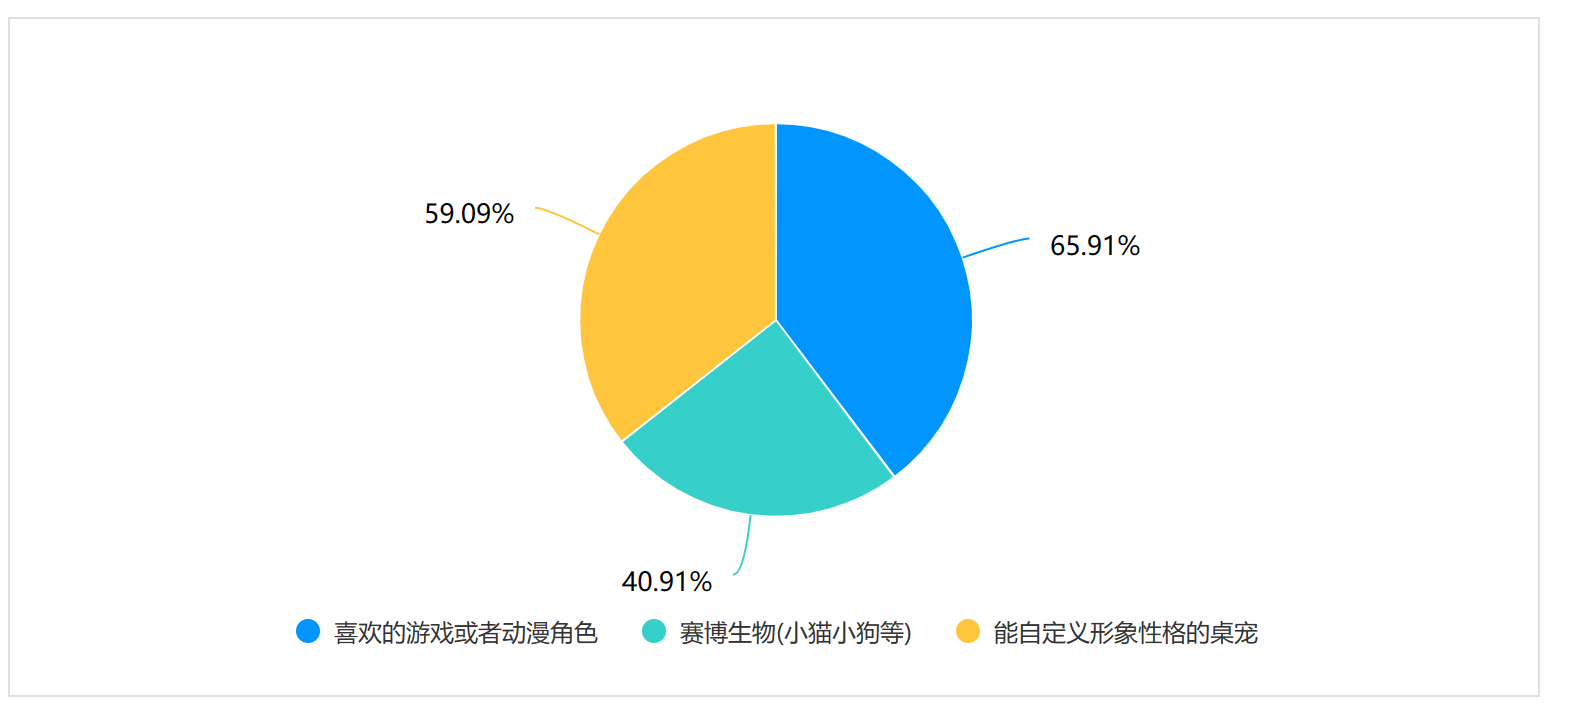 59.09%
65.91%
40.91%
喜欢的游戏或者动漫角色
赛博生物(小猫小狗等)
能自定义形象性格的桌宠